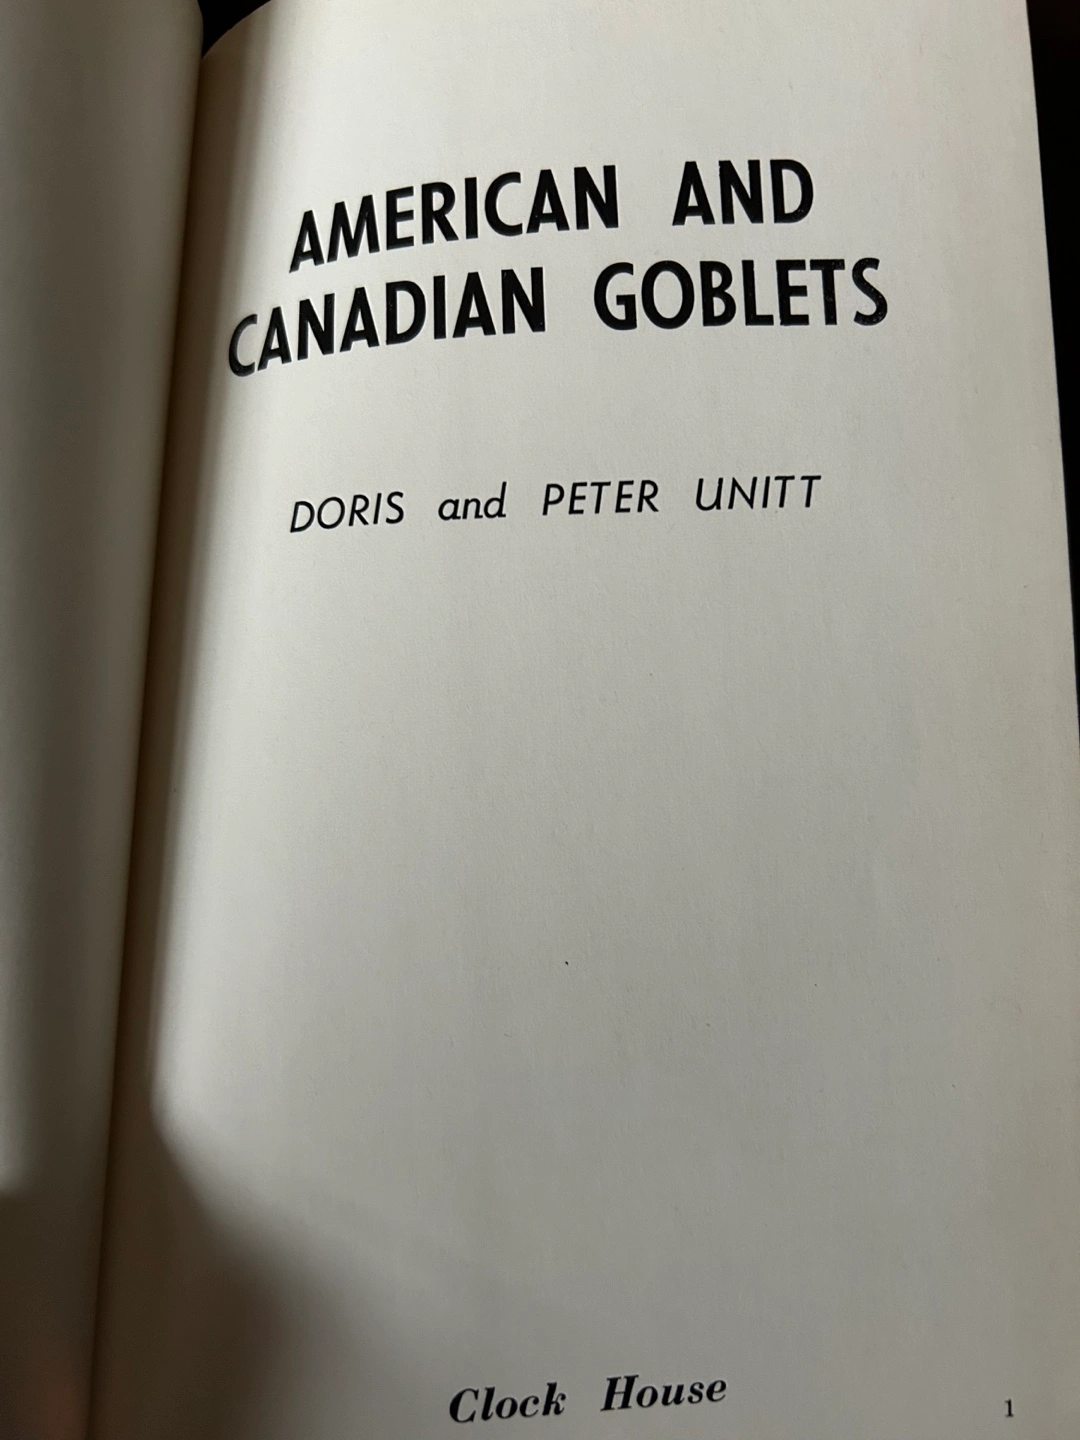 AMERICAN AND
CANADIAN GOBLETS
DORIS and PETER UNITT
Clock House
1